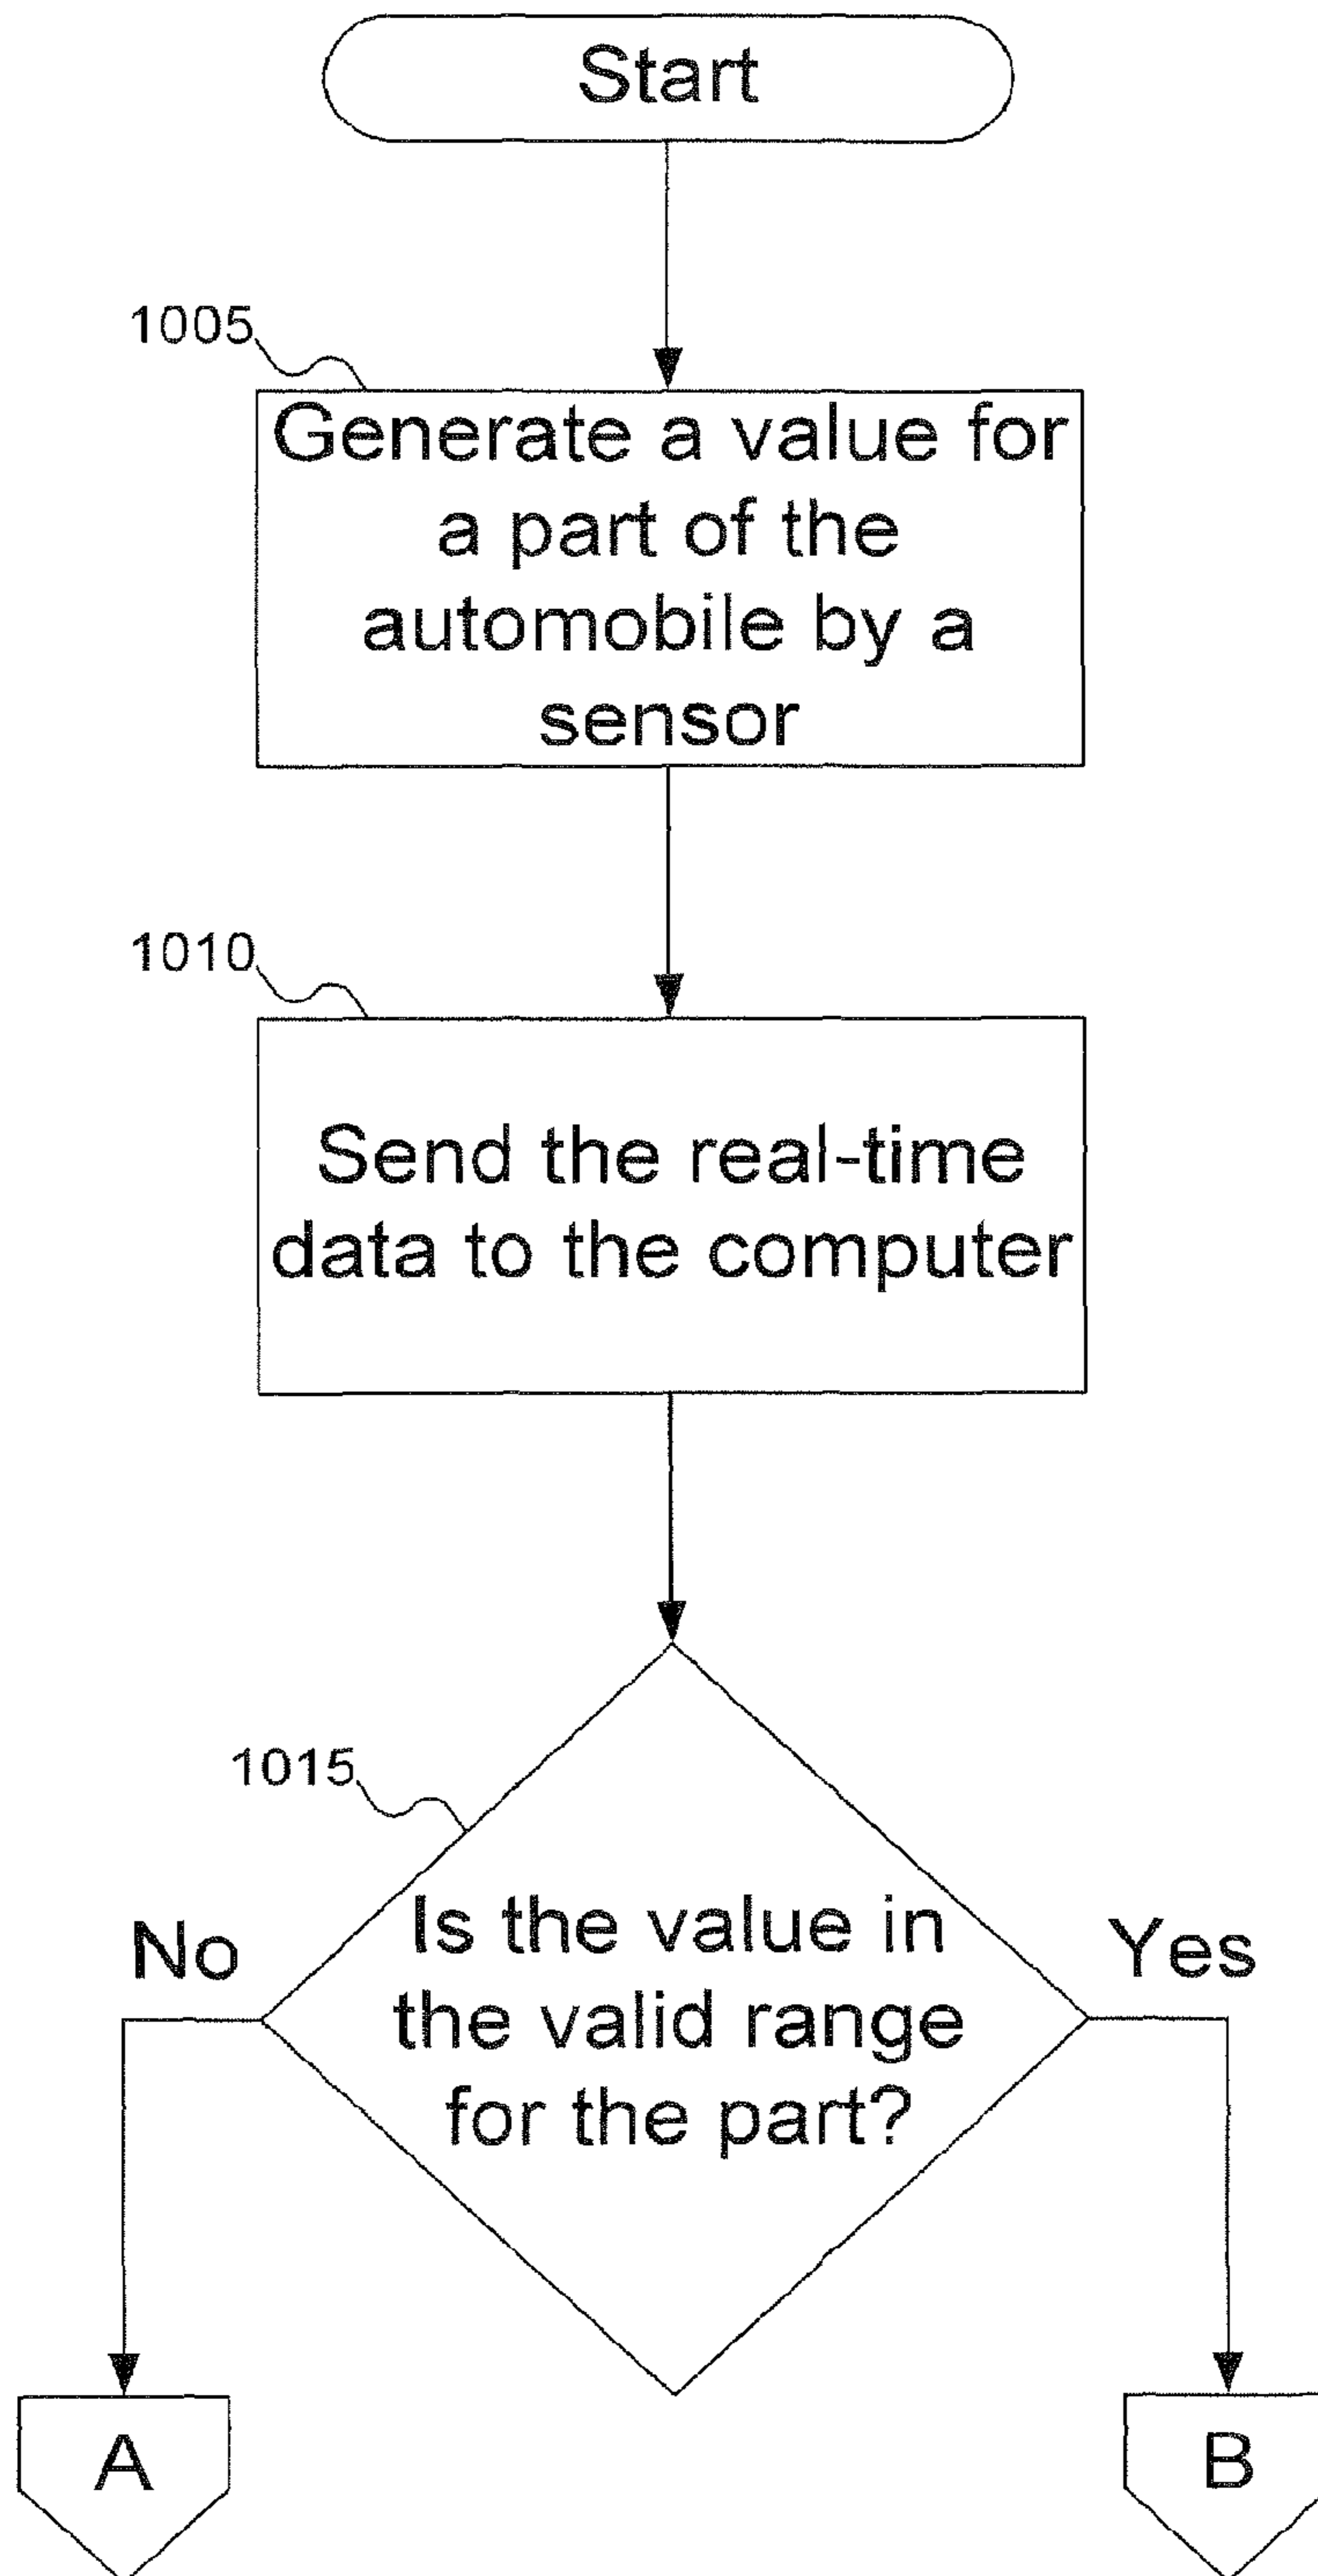 Start
1005
Generate a value for
a part of the
automobile by a
sensor
1010
Send the real-time
data to the computer
1015
Is the value in
the valid range
for the part?
No
Yes
A
B